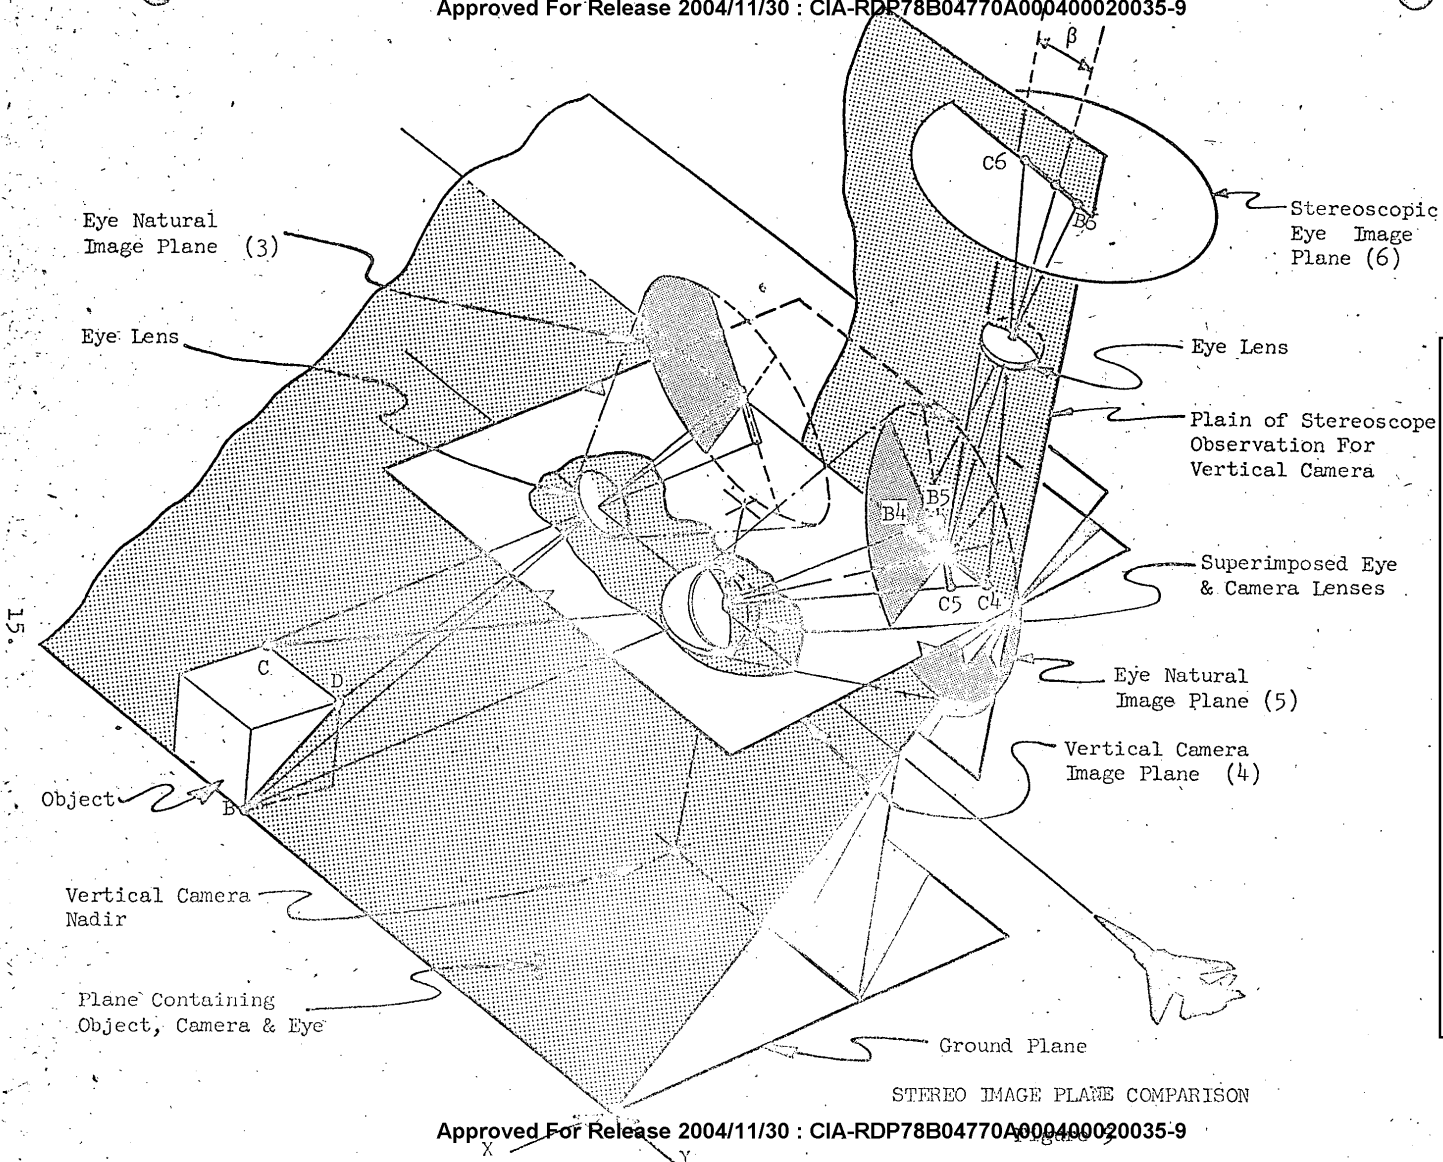 Approved For Release 2004/11/30 : CIA-RDP78B04770A000400020035-9
β
C6
B6
Stereoscopic
Eye Image
Plane (6)
Eye Natural
Image Plane (3)
Eye Lens
Eye Lens
Plain of Stereoscope
Observation For
Vertical Camera
B5
B4
C5
C4
Superimposed Eye
& Camera Lenses
15.
C
D
Eye Natural
Image Plane (5)
Vertical Camera
Image Plane (4)
Object
B
Vertical Camera
Nadir
Plane Containing
Object, Camera & Eye
Ground Plane
STEREO IMAGE PLANE COMPARISON
Approved For Release 2004/11/30 : CIA-RDP78B04770A000400020035-9
Figure
X
Y